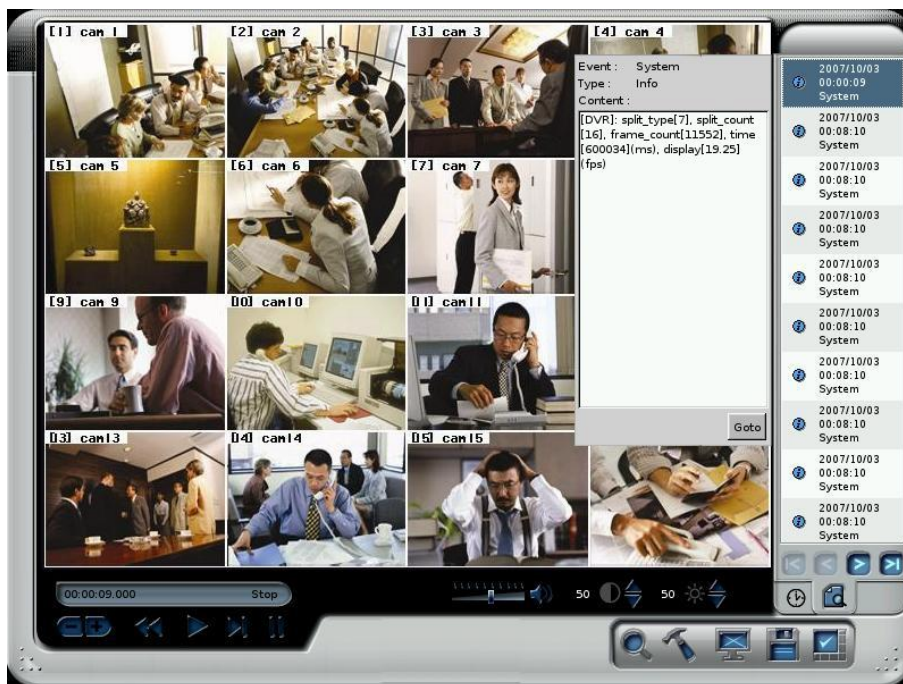 [1] cam 1
[2] cam 2
[3] cam 3
[4] cam 4
[5] cam 5
[6] cam 6
[7] cam 7
[9] cam 9
[10] cam10
[11] cam11
[13] cam13
[14] cam14
[15] cam15
Event : System
Type : Info
Content :
[DVR]: split_type[7], split_count
[16], frame_count[11552], time
[600034](ms), display[19.25]
(fps)
Goto
2007/10/03
00:00:09
System
2007/10/03
00:08:10
System
2007/10/03
00:08:10
System
2007/10/03
00:08:10
System
2007/10/03
00:08:10
System
2007/10/03
00:08:10
System
2007/10/03
00:08:10
System
2007/10/03
00:08:10
System
2007/10/03
00:08:10
System
2007/10/03
00:08:10
System
00:00:09.000 Stop
50
50